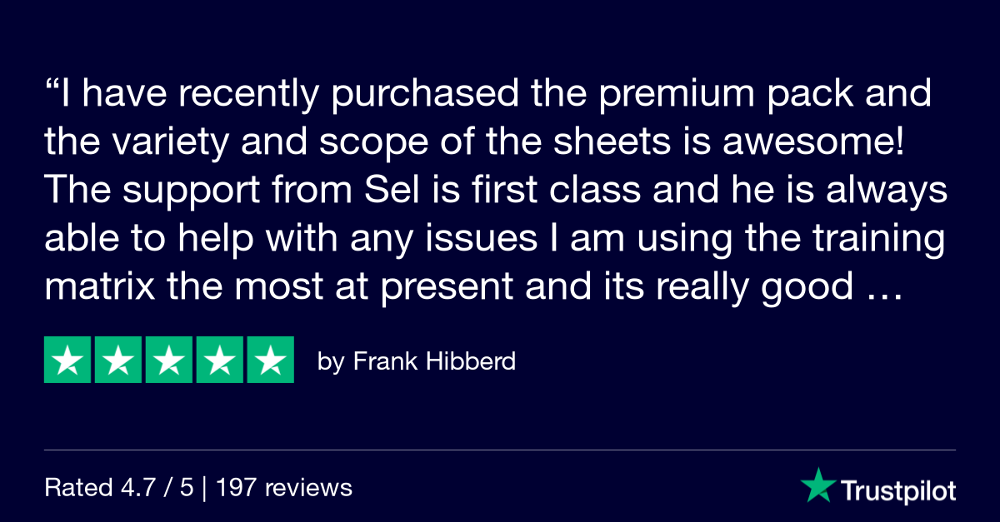 “I have recently purchased the premium pack and
the variety and scope of the sheets is awesome!
The support from Sel is first class and he is always
able to help with any issues I am using the training
matrix the most at present and its really good …
by Frank Hibberd
Rated 4.7 / 5 | 197 reviews
Trustpilot